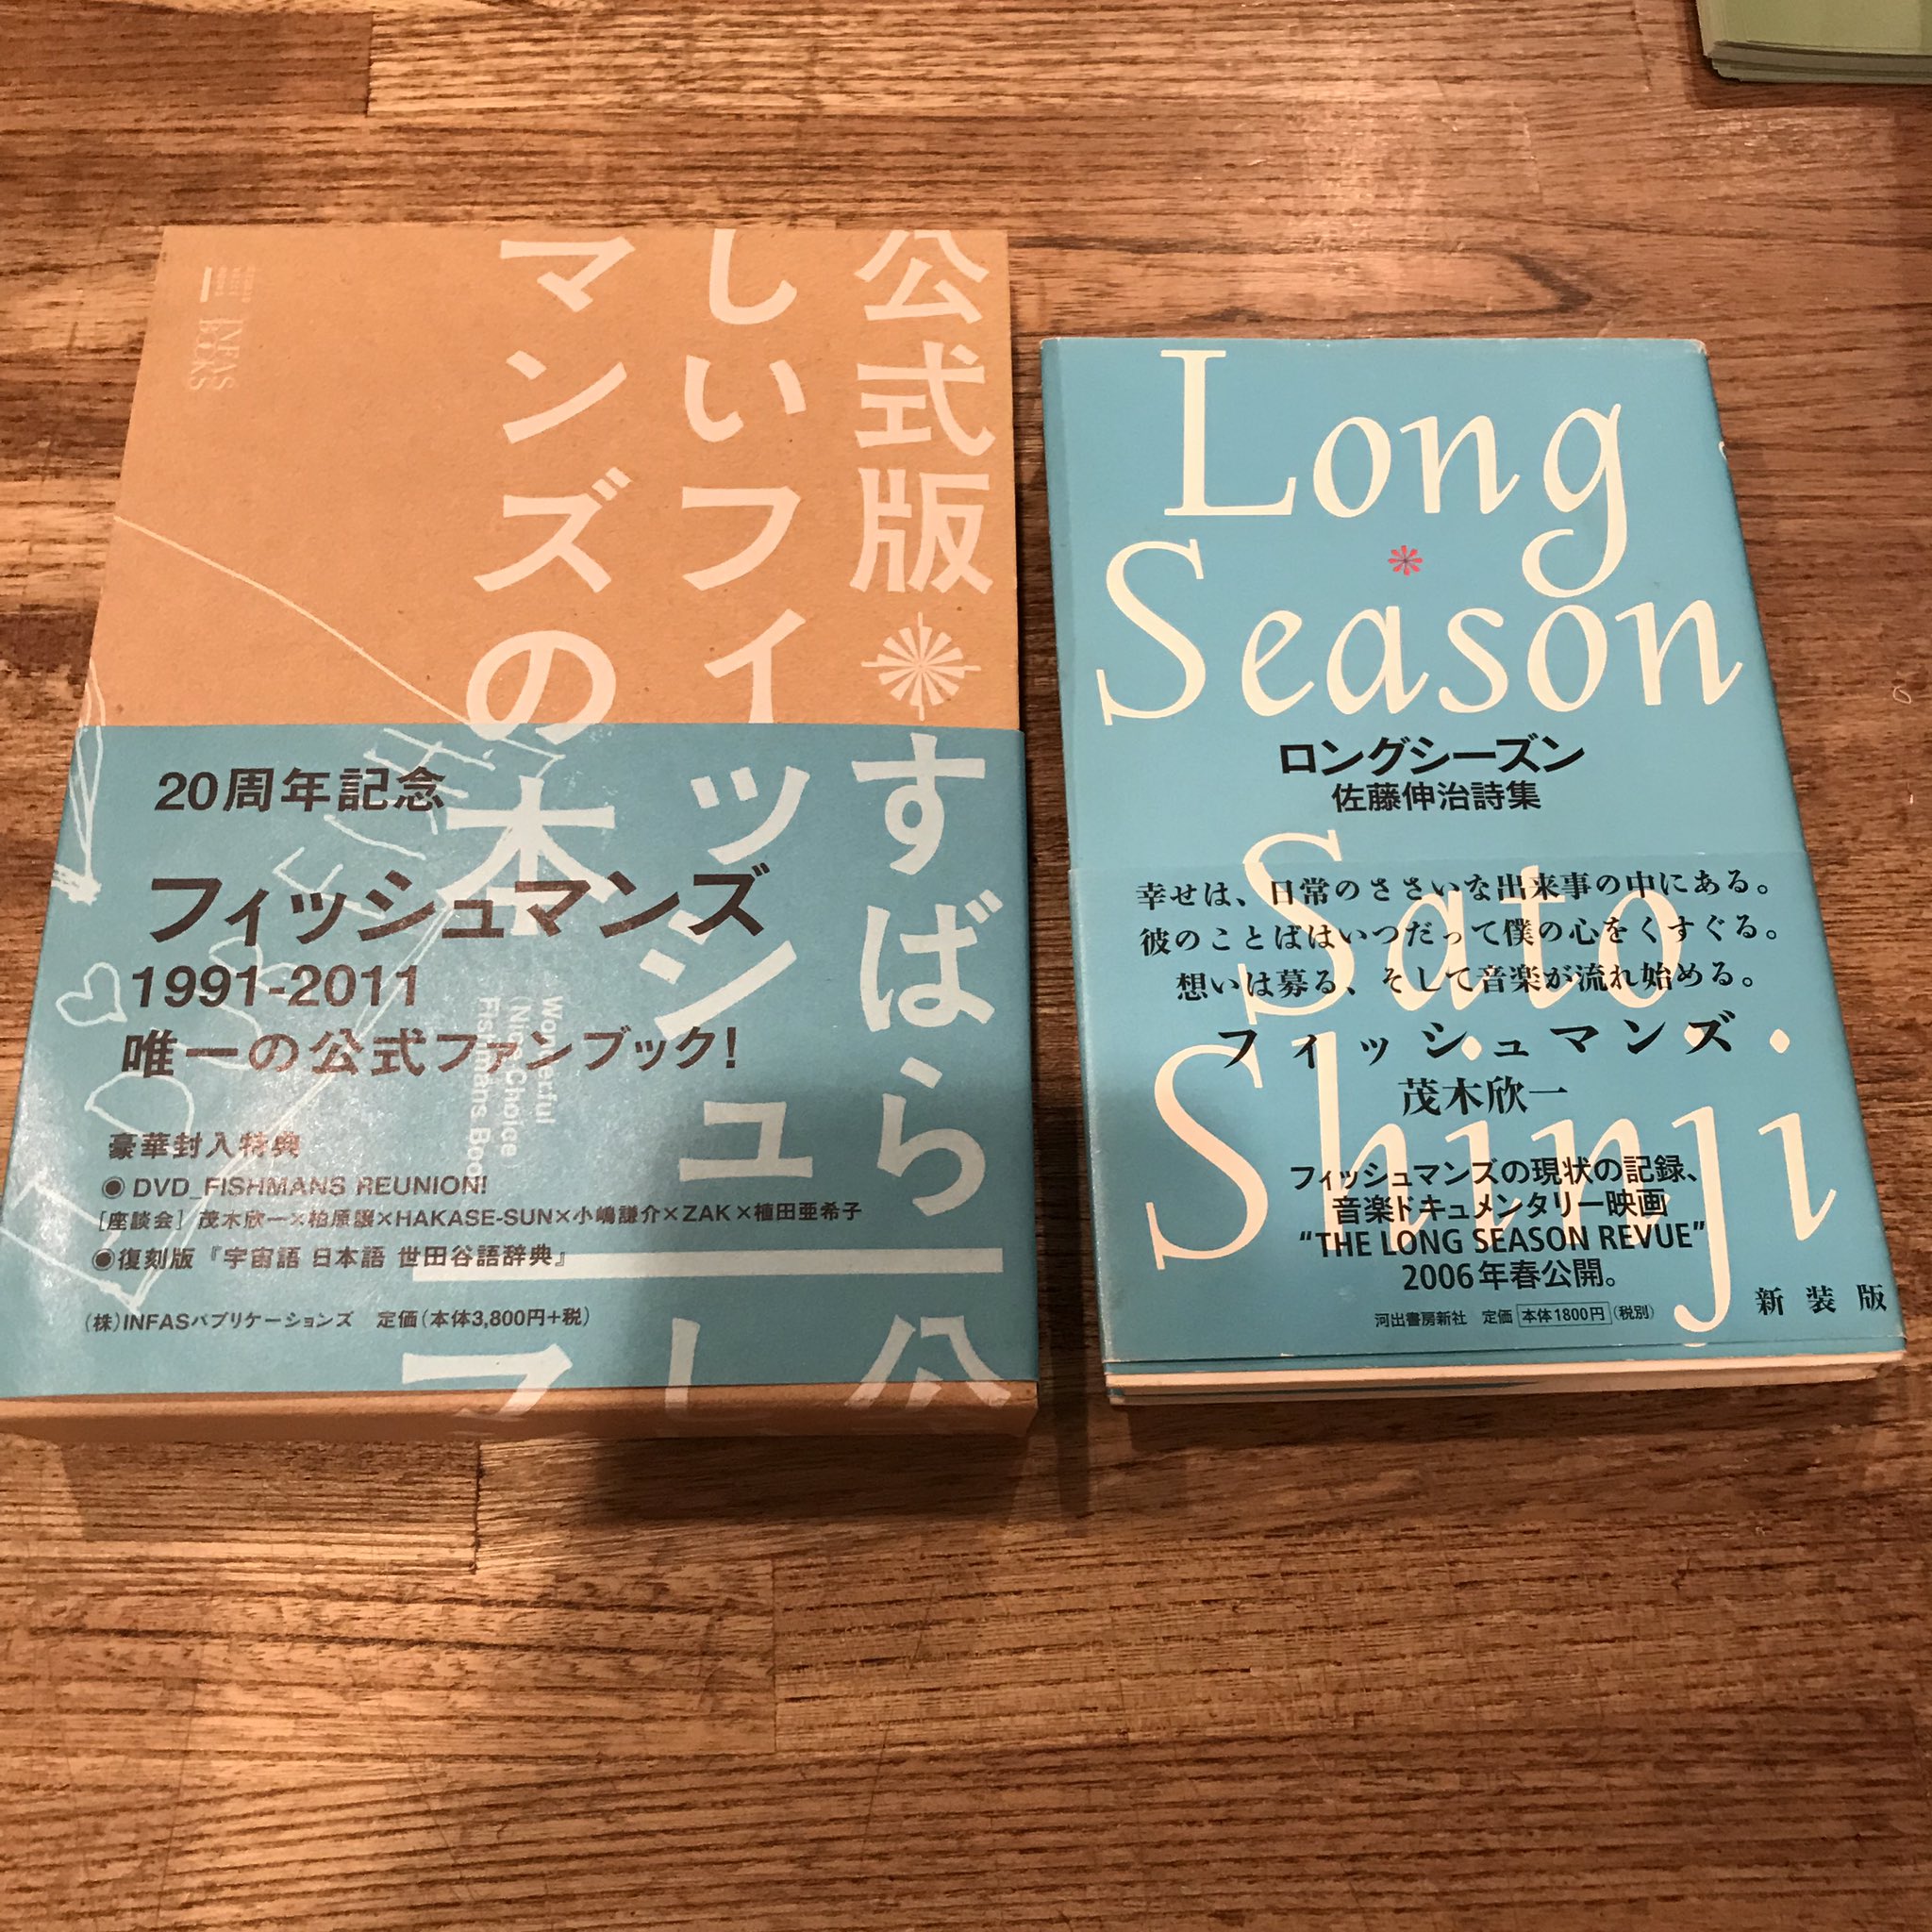 公式版 すばら
しいフィッシュ
マンズの本
INFAS
BOOKS
Wonderful
(Nice Choice
Fishmans Boo
20周年記念
フィッシュマンズ
1991-2011
唯一の公式ファンブック!
豪華封入特典
◉ DVD_FISHMANS REUNION!
[座談会] 茂木欣一×柏原譲×HAKASE-SUN×小嶋謙介×ZAK×植田亜希子
◉復刻版『宇宙語 日本語 世田谷語辞典』
(株)INFASパブリケーションズ 定価(本体3,800円+税)
公
し
マ
Long
Season
ロングシーズン
佐藤伸治詩集
Sato
Shinji
幸せは、日常のささいな出来事の中にある。
彼のことばはいつだって僕の心をくすぐる。
想いは募る、そして音楽が流れ始める。
フィッシュマンズ
茂木欣一
フィッシュマンズの現状の記録、
音楽ドキュメンタリー映画
“THE LONG SEASON REVUE”
2006年春公開。
河出書房新社 定価 本体1800円 (税別)
新装版